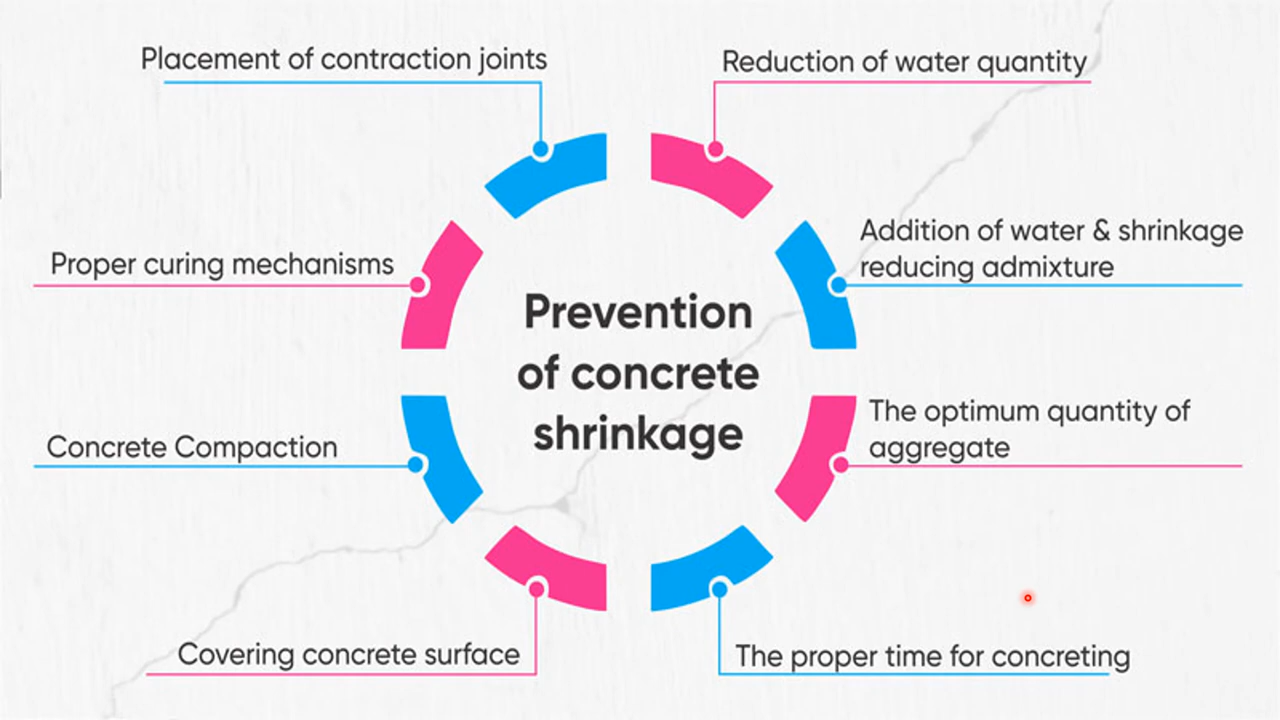 Placement of contraction joints
Reduction of water quantity
Proper curing mechanisms
Addition of water & shrinkage
reducing admixture
Prevention
of concrete
shrinkage
Concrete Compaction
The optimum quantity of
aggregate
Covering concrete surface
The proper time for concreting